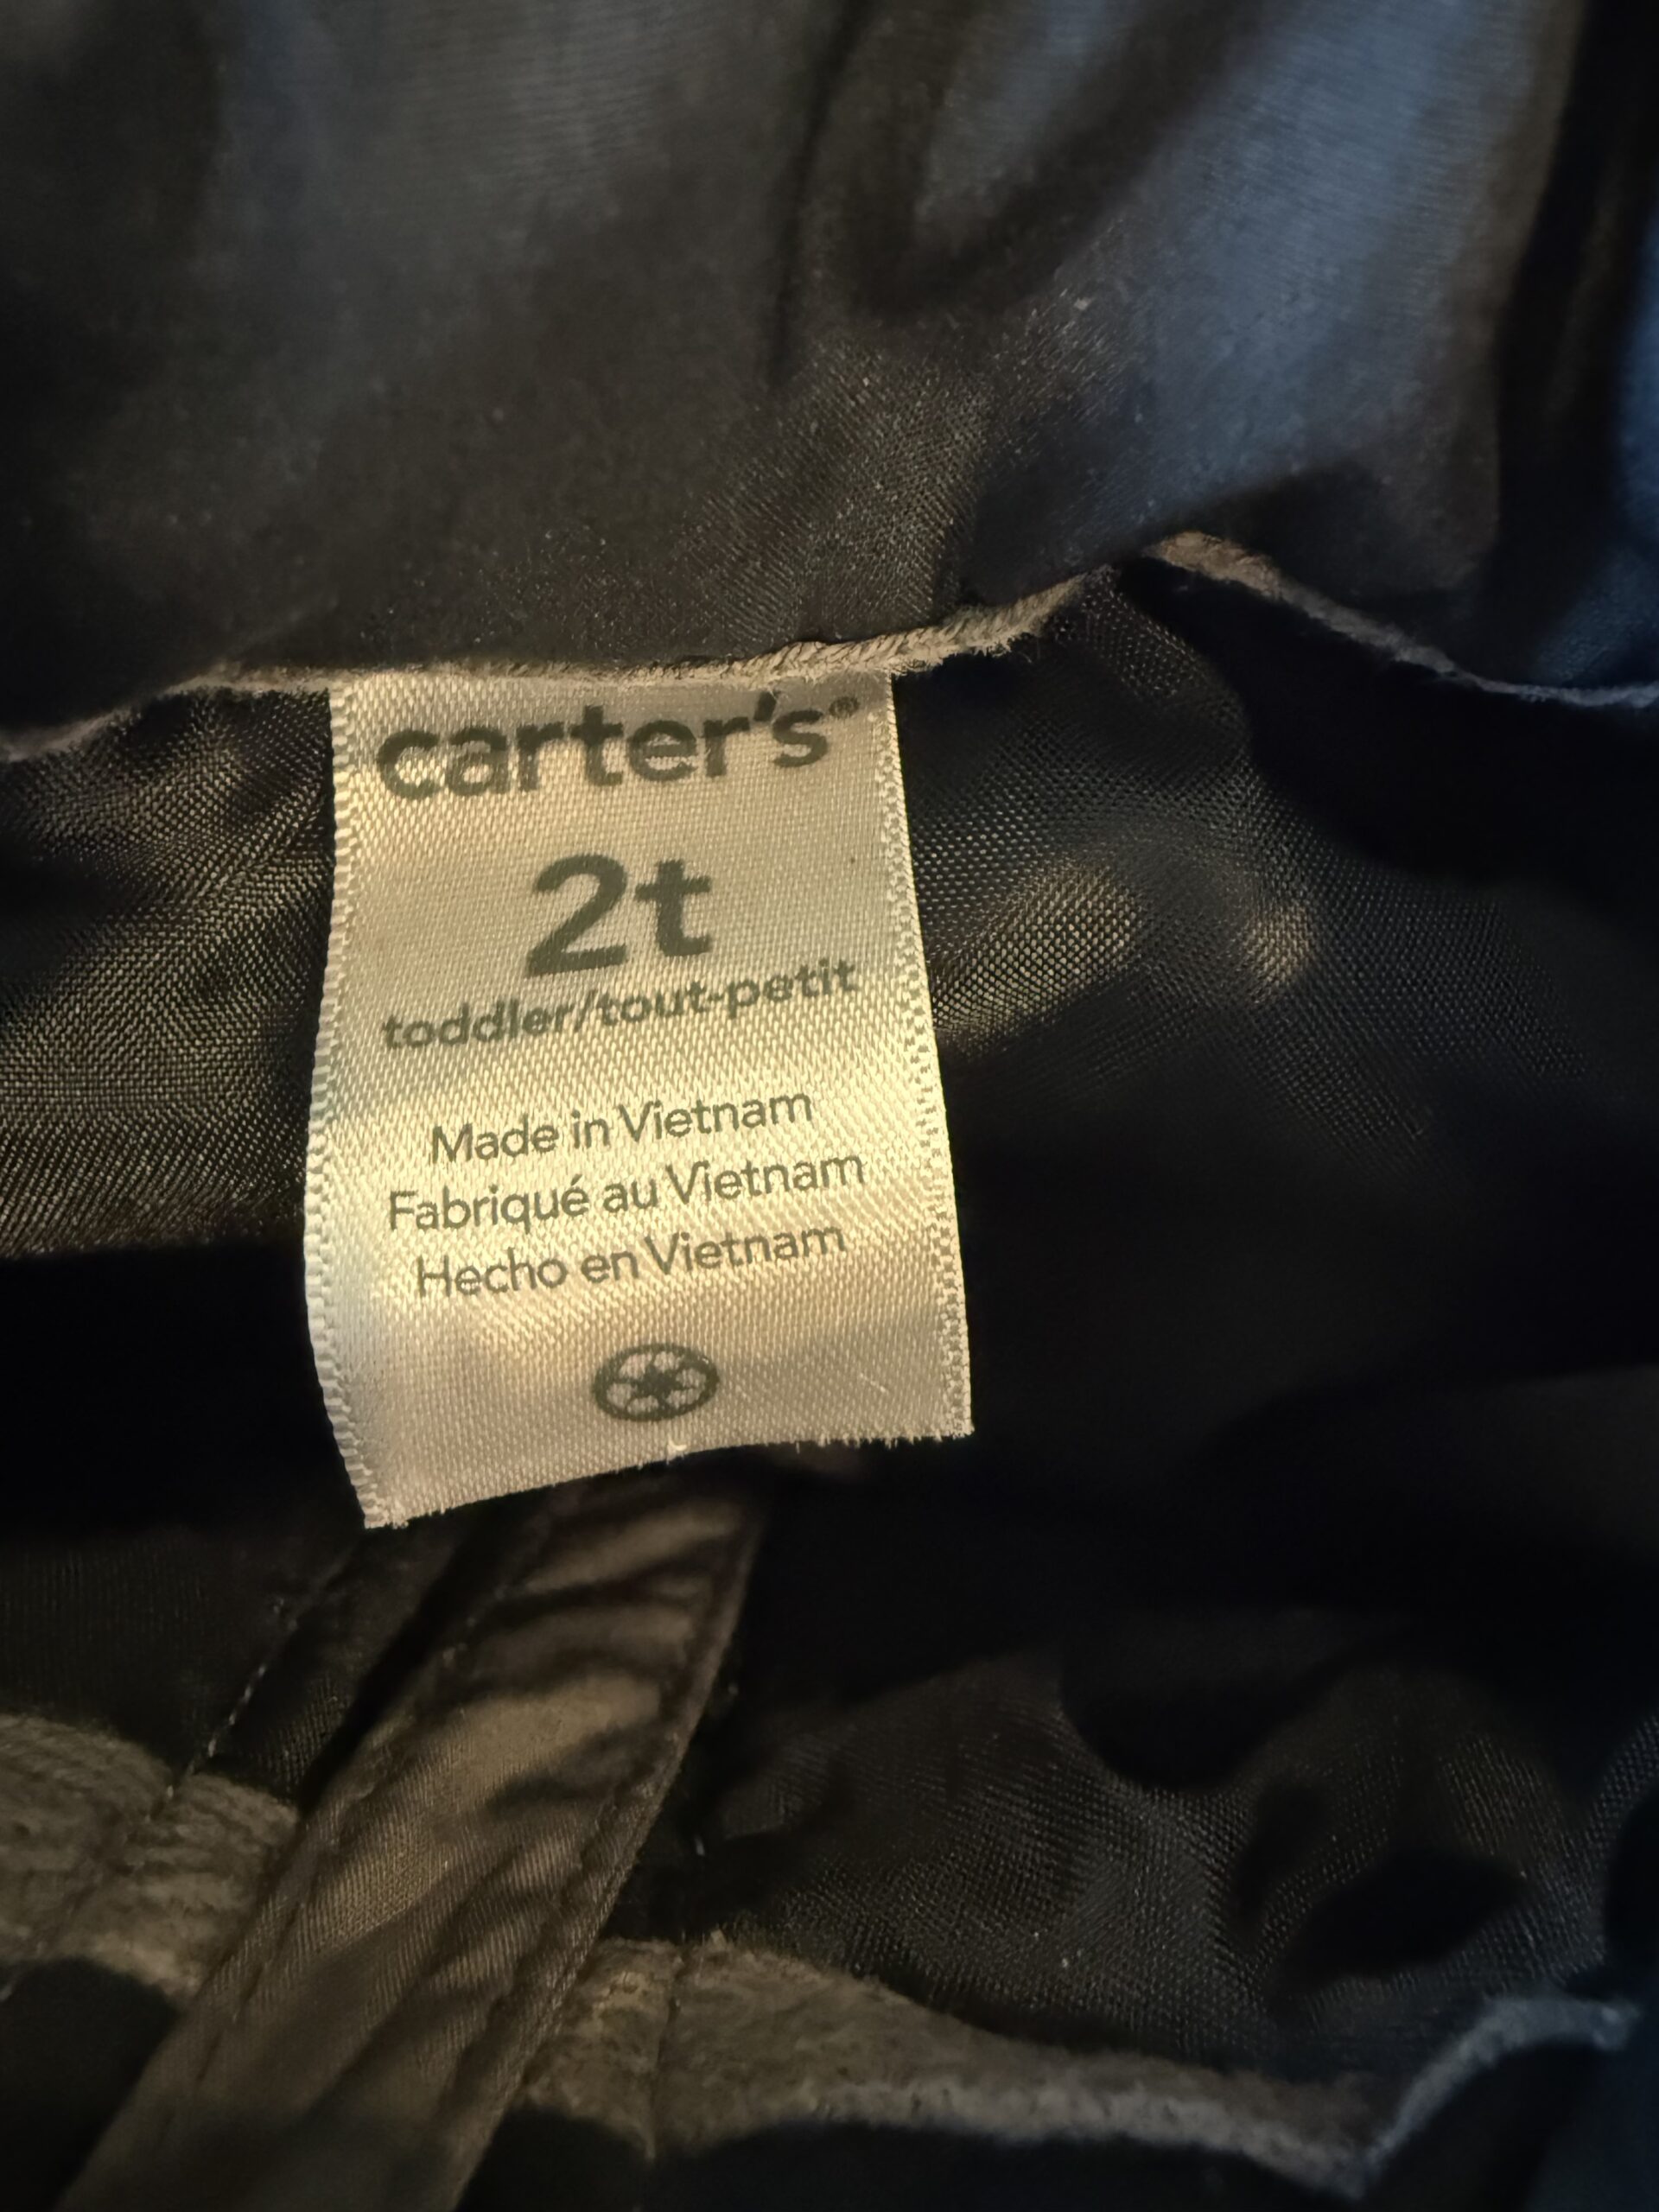 carter's®
2t
toddler/tout-petit
Made in Vietnam
Fabriqué au Vietnam
Hecho en Vietnam